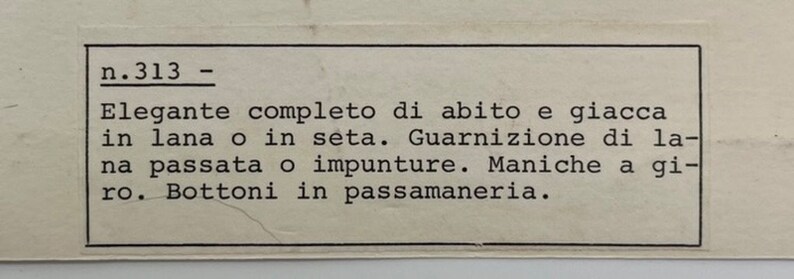 n.313 -
Elegante completo di abito e giacca
in lana o in seta. Guarnizione di la-
na passata o impunture. Maniche a gi-
ro. Bottoni in passamaneria.